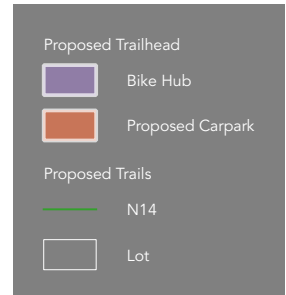 Proposed Trailhead
Bike Hub
Proposed Carpark
Proposed Trails
N14
Lot